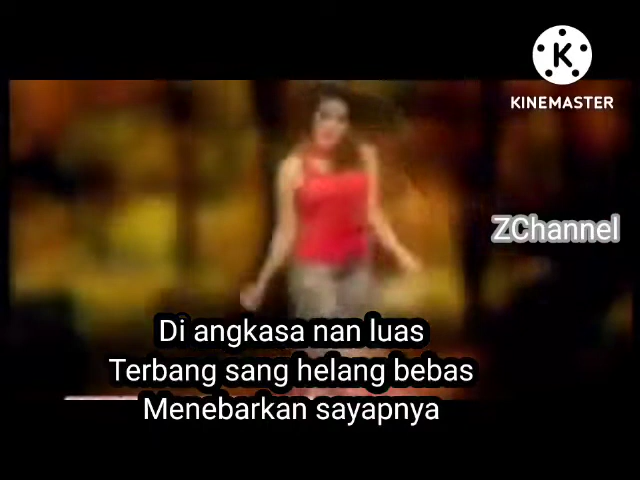 KINEMASTER
ZChannel
Di angkasa nan luas
Terbang sang helang bebas
Menebarkan sayapnya